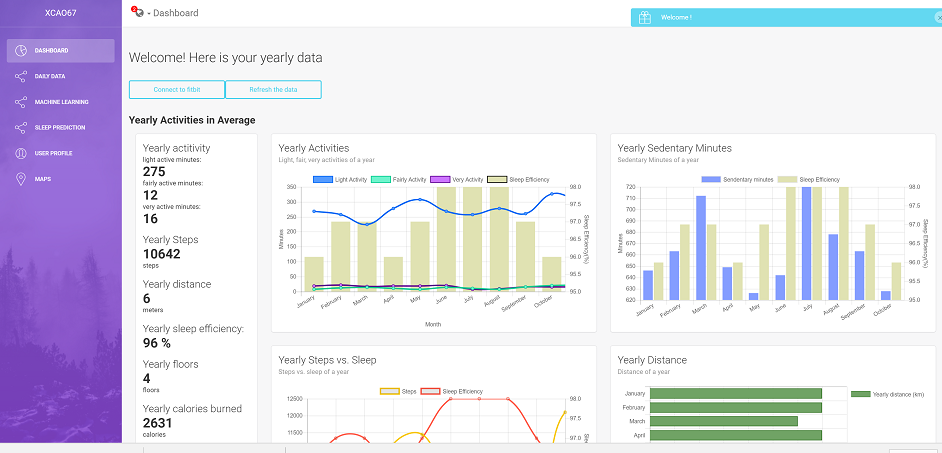 XCAO67
DASHBOARD
DAILY DATA
MACHINE LEARNING
SLEEP PREDICTION
USER PROFILE
MAPS
2
Dashboard
Welcome !
Welcome! Here is your yearly data
Connect to fitbit
Refresh the data
Yearly Activities in Average
Yearly actitivity
light active minutes:
275
fairly active minutes:
12
very active minutes:
16
Yearly Steps
10642
steps
Yearly distance
6
meters
Yearly sleep efficiency:
96 %
Yearly floors
4
floors
Yearly calories burned
2631
calories
Yearly Activities
Light, fair, very activities of a year
Light Activity
Fairly Activity
Very Activity
Sleep Efficiency
350
300
250
200
150
100
50
0
Minutes
98.0
97.5
97.0
96.5
96.0
95.5
95.0
Sleep Efficiency(%)
January
February
March
April
May
June
July
August
September
October
Month
Yearly Sedentary Minutes
Sedentary Minutes of a year
Sendentary minutes
Sleep Efficiency
720
710
700
690
680
670
660
650
640
630
620
Minutes
98.0
97.5
97.0
96.5
96.0
95.5
95.0
Sleep Efficiency(%)
January
February
March
April
May
June
July
August
September
October
Yearly Steps vs. Sleep
Steps vs. sleep of a year
Steps
Sleep Efficiency
12500
12000
11500
98.0
97.5
97.0
Yearly Distance
Distance of a year
January
February
March
April
Yearly distance (km)